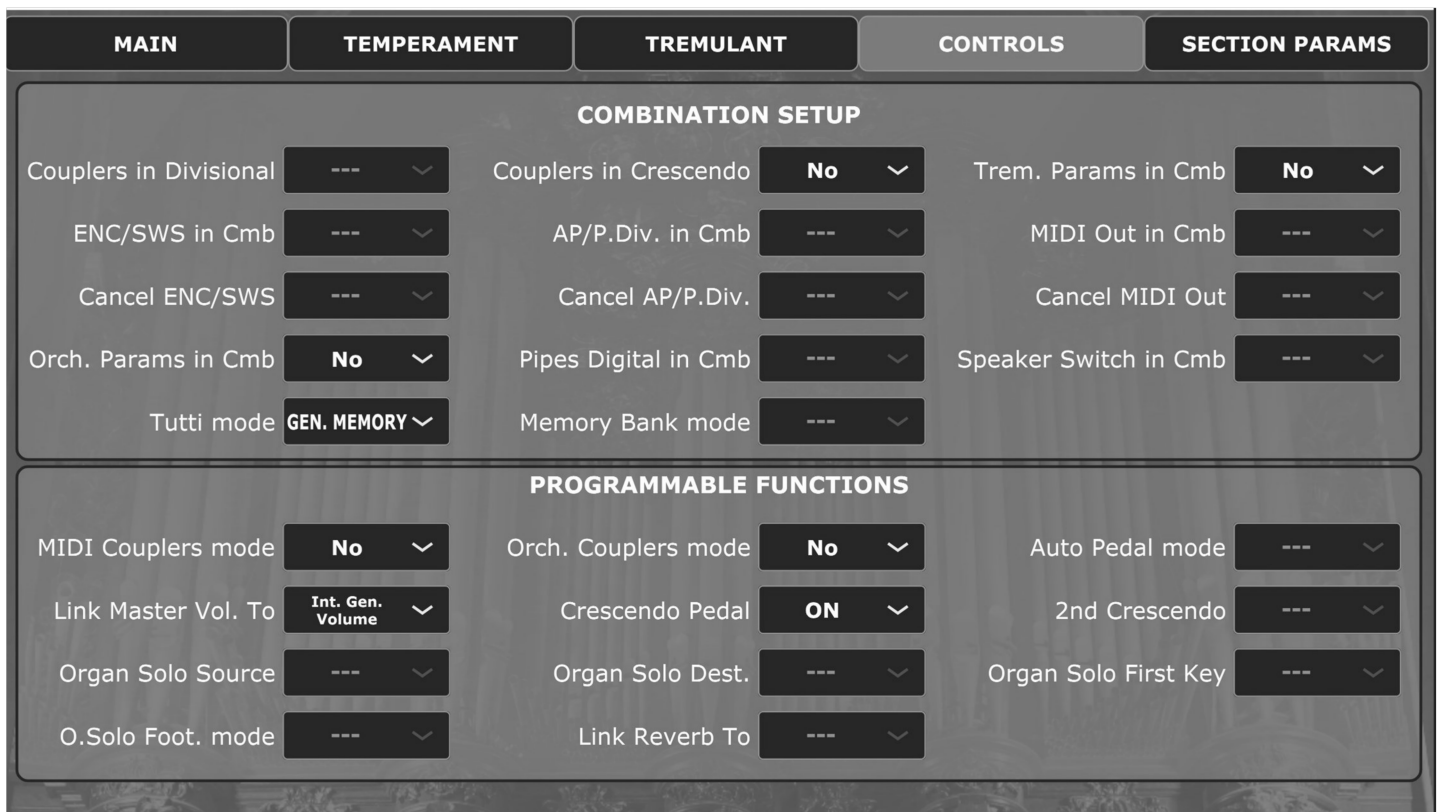 MAIN TEMPERAMENT TREMULANT CONTROLS SECTION PARAMS
COMBINATION SETUP
Couplers in Divisional --- Couplers in Crescendo No Trem. Params in Cmb No
ENC/SWS in Cmb --- AP/P.Div. in Cmb --- MIDI Out in Cmb ---
Cancel ENC/SWS --- Cancel AP/P.Div. --- Cancel MIDI Out ---
Orch. Params in Cmb No Pipes Digital in Cmb --- Speaker Switch in Cmb ---
Tutti mode GEN. MEMORY Memory Bank mode ---
PROGRAMMABLE FUNCTIONS
MIDI Couplers mode No Orch. Couplers mode No Auto Pedal mode ---
Link Master Vol. To Int. Gen. Volume Crescendo Pedal ON 2nd Crescendo ---
Organ Solo Source --- Organ Solo Dest. --- Organ Solo First Key ---
O.Solo Foot. mode --- Link Reverb To ---